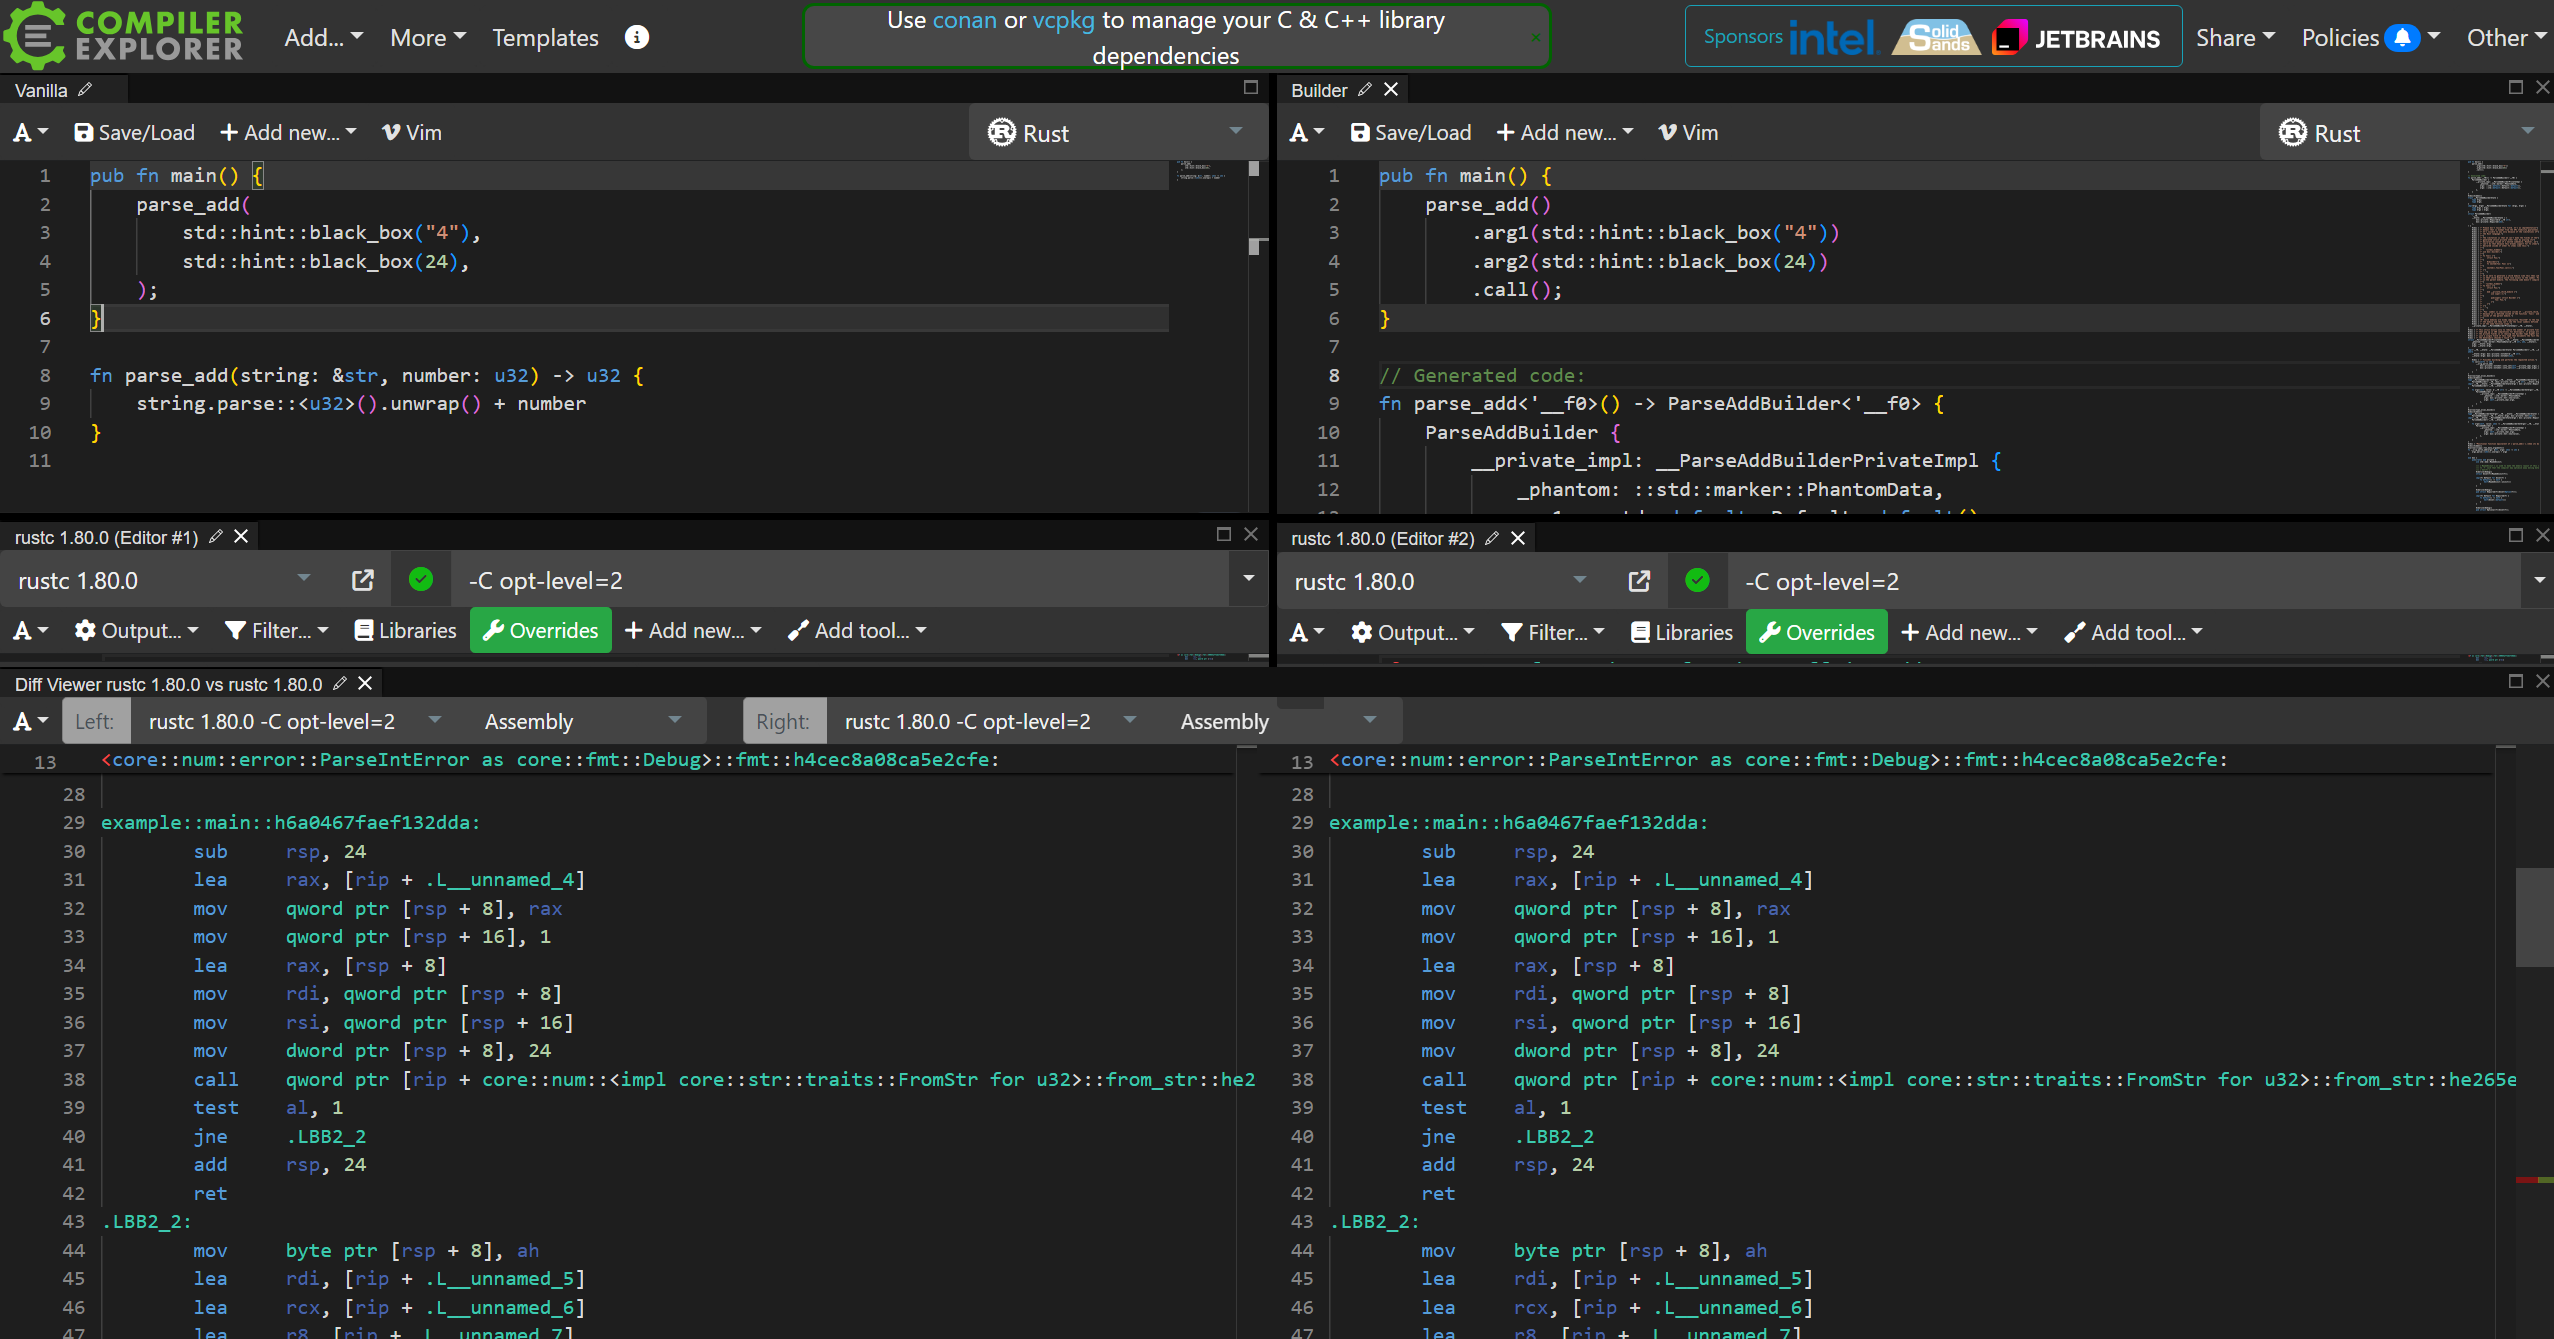 COMPILER EXPLORER
Add... More Templates
Use conan or vcpkg to manage your C & C++ library
dependencies
Sponsors intel. Solid Sands JETBRAINS
Share Policies Other
Vanilla
A Save/Load + Add new... Vim Rust
1 pub fn main() {
2 parse_add(
3 std::hint::black_box("4"),
4 std::hint::black_box(24),
5 );
6 }
7
8 fn parse_add(string: &str, number: u32) -> u32 {
9 string.parse::<u32>().unwrap() + number
10 }
11
Builder
A Save/Load + Add new... Vim Rust
1 pub fn main() {
2 parse_add()
3 .arg1(std::hint::black_box("4"))
4 .arg2(std::hint::black_box(24))
5 .call();
6 }
7
8 // Generated code:
9 fn parse_add<'__f0>() -> ParseAddBuilder<'__f0> {
10 ParseAddBuilder {
11 __private_impl: __ParseAddBuilderPrivateImpl {
12 _phantom: ::std::marker::PhantomData,
rustc 1.80.0 (Editor #1)
rustc 1.80.0 -C opt-level=2
A Output... Filter... Libraries Overrides + Add new... Add tool...
rustc 1.80.0 (Editor #2)
rustc 1.80.0 -C opt-level=2
A Output... Filter... Libraries Overrides + Add new... Add tool...
Diff Viewer rustc 1.80.0 vs rustc 1.80.0
A Left: rustc 1.80.0 -C opt-level=2 Assembly Right: rustc 1.80.0 -C opt-level=2 Assembly
13 <core::num::error::ParseIntError as core::fmt::Debug>::fmt::h4cec8a08ca5e2cfe:
28
29 example::main::h6a0467faef132dda:
30 sub rsp, 24
31 lea rax, [rip + .L__unnamed_4]
32 mov qword ptr [rsp + 8], rax
33 mov qword ptr [rsp + 16], 1
34 lea rax, [rsp + 8]
35 mov rdi, qword ptr [rsp + 8]
36 mov rsi, qword ptr [rsp + 16]
37 mov dword ptr [rsp + 8], 24
38 call qword ptr [rip + core::num::<impl core::str::traits::FromStr for u32>::from_str::he2
39 test al, 1
40 jne .LBB2_2
41 add rsp, 24
42 ret
43 .LBB2_2:
44 mov byte ptr [rsp + 8], ah
45 lea rdi, [rip + .L__unnamed_5]
46 lea rcx, [rip + .L__unnamed_6]
47 lea r8, [rip + .L__unnamed_7]
13 <core::num::error::ParseIntError as core::fmt::Debug>::fmt::h4cec8a08ca5e2cfe:
28
29 example::main::h6a0467faef132dda:
30 sub rsp, 24
31 lea rax, [rip + .L__unnamed_4]
32 mov qword ptr [rsp + 8], rax
33 mov qword ptr [rsp + 16], 1
34 lea rax, [rsp + 8]
35 mov rdi, qword ptr [rsp + 8]
36 mov rsi, qword ptr [rsp + 16]
37 mov dword ptr [rsp + 8], 24
38 call qword ptr [rip + core::num::<impl core::str::traits::FromStr for u32>::from_str::he265e
39 test al, 1
40 jne .LBB2_2
41 add rsp, 24
42 ret
43 .LBB2_2:
44 mov byte ptr [rsp + 8], ah
45 lea rdi, [rip + .L__unnamed_5]
46 lea rcx, [rip + .L__unnamed_6]
47 lea r8, [rip + .L__unnamed_7]